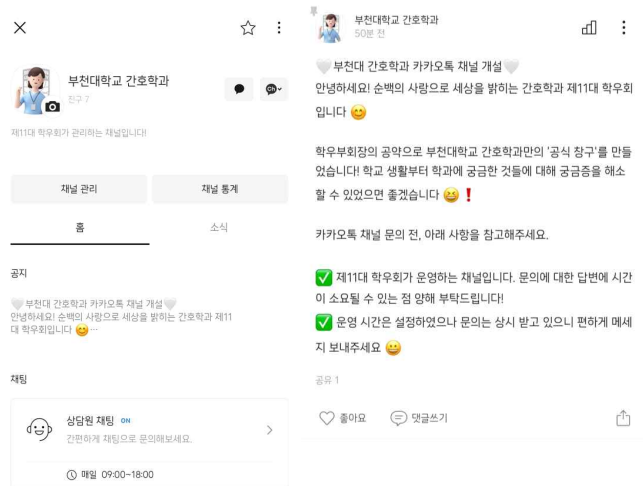 부천대학교 간호학과
친구 7
제11대 학우회가 관리하는 채널입니다!
채널 관리
채널 통계
홈
소식
공지
🤍부천대 간호학과 카카오톡 채널 개설🤍
안녕하세요! 순백의 사랑으로 세상을 밝히는 간호학과 제11
대 학우회입니다 😊 …
채팅
상담원 채팅 ON
간편하게 채팅으로 문의해보세요.
매일 09:00~18:00
부천대학교 간호학과
50분 전
🤍부천대 간호학과 카카오톡 채널 개설🤍
안녕하세요! 순백의 사랑으로 세상을 밝히는 간호학과 제11대 학우회
입니다 😊
학우부회장의 공약으로 부천대학교 간호학과만의 '공식 창구'를 만들
었습니다! 학교 생활부터 학과에 궁금한 것들에 대해 궁금증을 해소
할 수 있었으면 좋겠습니다 😆❗
카카오톡 채널 문의 전, 아래 사항을 참고해주세요.
✅ 제11대 학우회가 운영하는 채널입니다. 문의에 대한 답변에 시간
이 소요될 수 있는 점 양해 부탁드립니다!
✅ 운영 시간은 설정하였으나 문의는 상시 받고 있으니 편하게 메세
지 보내주세요 😀
공유 1
좋아요
댓글쓰기